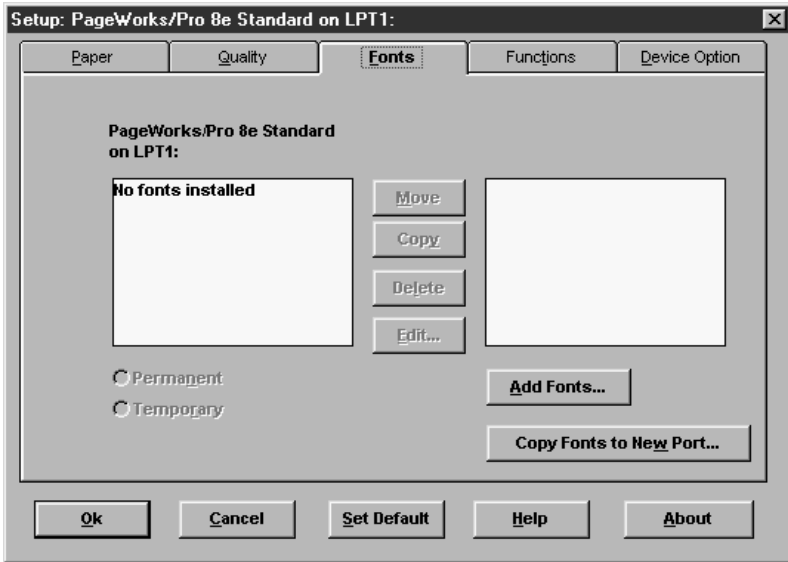 Setup: PageWorks/Pro 8e Standard on LPT1:
Paper
Quality
Fonts
Functions
Device Option
PageWorks/Pro 8e Standard
on LPT1:
No fonts installed
Move
Copy
Delete
Edit...
Permanent
Temporary
Add Fonts...
Copy Fonts to New Port...
Ok
Cancel
Set Default
Help
About